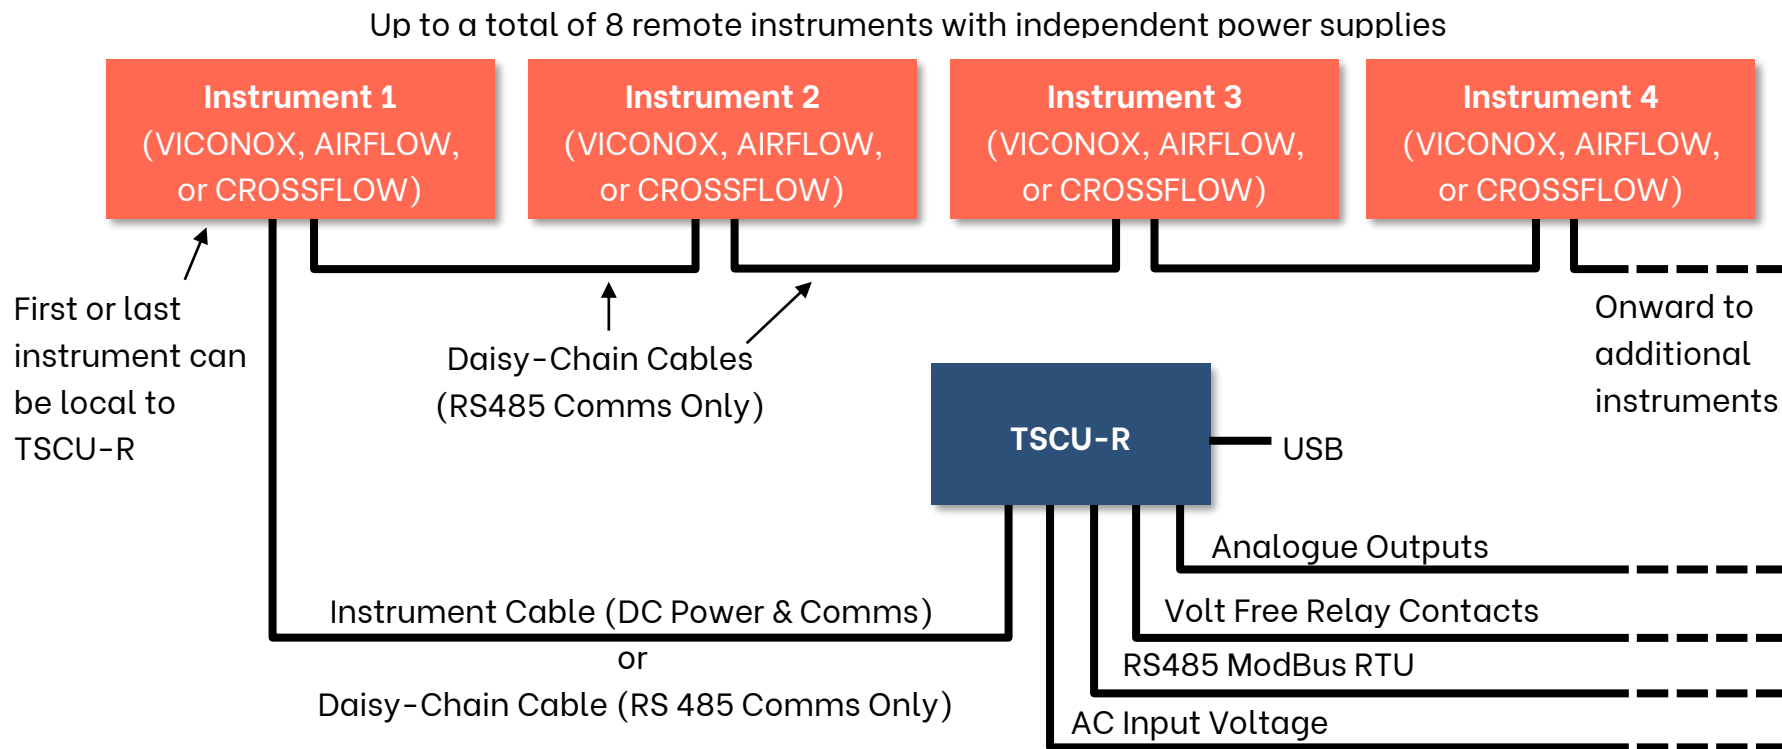 Up to a total of 8 remote instruments with independent power supplies
Instrument 1
(VICONOX, AIRFLOW,
or CROSSFLOW)
Instrument 2
(VICONOX, AIRFLOW,
or CROSSFLOW)
Instrument 3
(VICONOX, AIRFLOW,
or CROSSFLOW)
Instrument 4
(VICONOX, AIRFLOW,
or CROSSFLOW)
First or last
instrument can
be local to
TSCU-R
Daisy-Chain Cables
(RS485 Comms Only)
Onward to
additional
instruments
TSCU-R
USB
Analogue Outputs
Volt Free Relay Contacts
RS485 ModBus RTU
AC Input Voltage
Instrument Cable (DC Power & Comms)
or
Daisy-Chain Cable (RS 485 Comms Only)